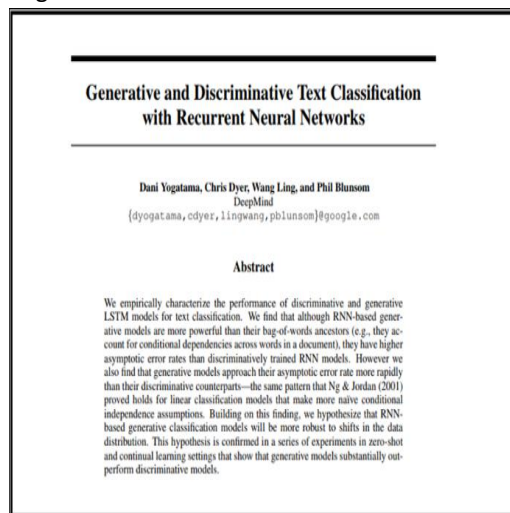 Generative and Discriminative Text Classification
with Recurrent Neural Networks
Dani Yogatama, Chris Dyer, Wang Ling, and Phil Blunsom
DeepMind
{dyogatama,cdyer,lingwang,pblunsom}@google.com
Abstract
We empirically characterize the performance of discriminative and generative
LSTM models for text classification. We find that although RNN-based gener-
ative models are more powerful than their bag-of-words ancestors (e.g., they ac-
count for conditional dependencies across words in a document), they have higher
asymptotic error rates than discriminatively trained RNN models. However we
also find that generative models approach their asymptotic error rate more rapidly
than their discriminative counterparts—the same pattern that Ng & Jordan (2001)
proved holds for linear classification models that make more naïve conditional
independence assumptions. Building on this finding, we hypothesize that RNN-
based generative classification models will be more robust to shifts in the data
distribution. This hypothesis is confirmed in a series of experiments in zero-shot
and continual learning settings that show that generative models substantially out-
perform discriminative models.